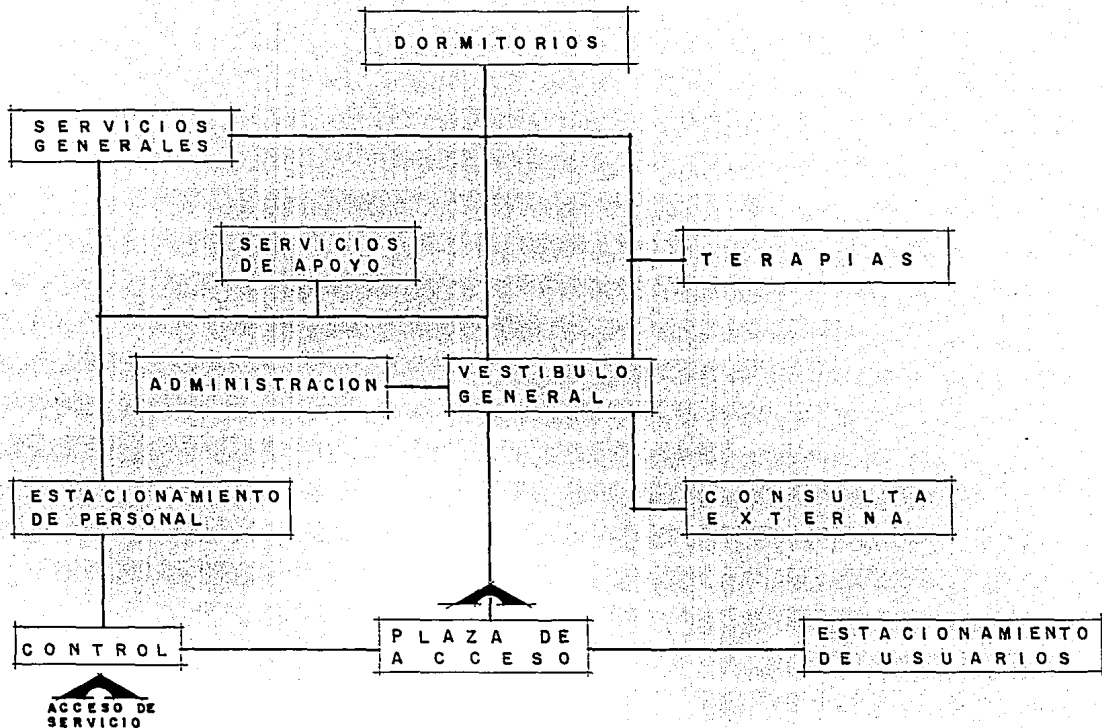 DORMITORIOS
SERVICIOS
GENERALES
SERVICIOS
DE APOYO
TERAPIAS
ADMINISTRACION
VESTIBULO
GENERAL
ESTACIONAMIENTO
DE PERSONAL
CONSULTA
EXTERNA
CONTROL
PLAZA DE
ACCESO
ESTACIONAMIENTO
DE USUARIOS
ACCESO DE
SERVICIO